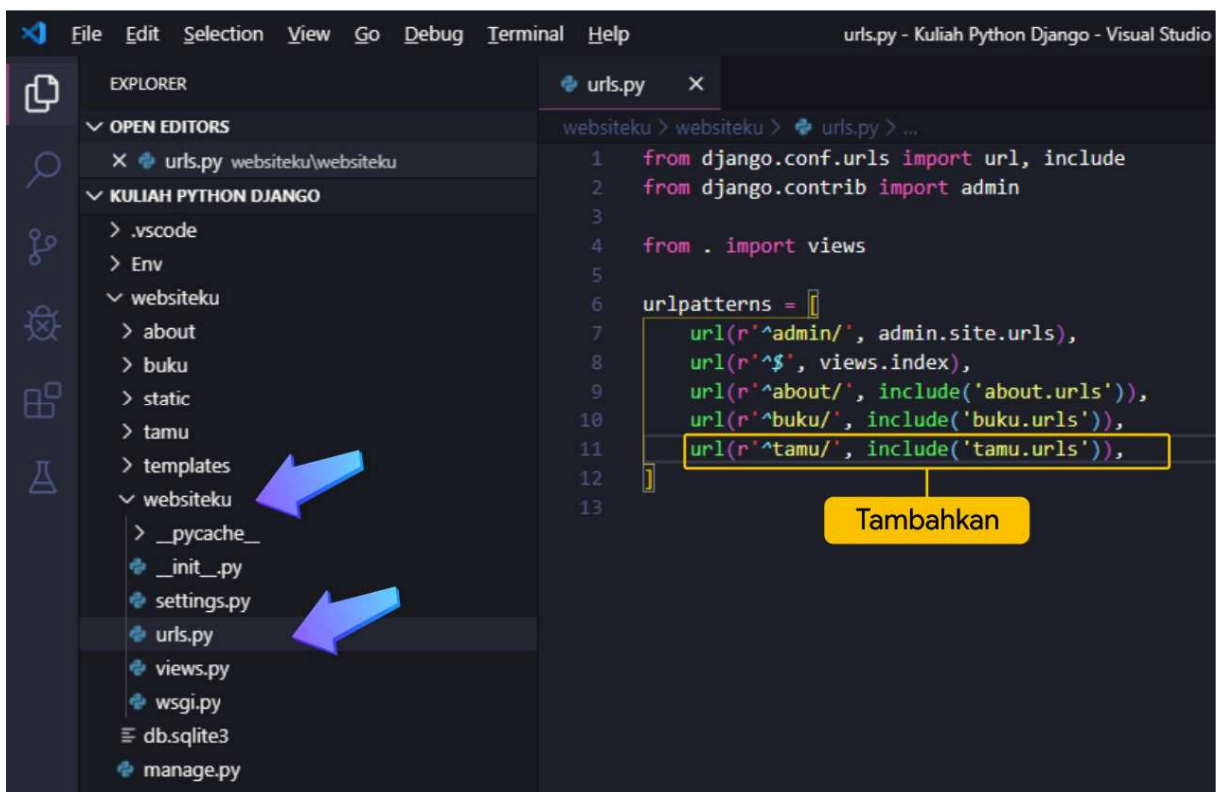 File Edit Selection View Go Debug Terminal Help urls.py - Kuliah Python Django - Visual Studio
EXPLORER
OPEN EDITORS
urls.py websiteku\websiteku
KULIAH PYTHON DJANGO
.vscode
Env
websiteku
about
buku
static
tamu
templates
websiteku
__pycache__
__init__.py
settings.py
urls.py
views.py
wsgi.py
db.sqlite3
manage.py
urls.py
websiteku > websiteku > urls.py > ...
1 from django.conf.urls import url, include
2 from django.contrib import admin
3
4 from . import views
5
6 urlpatterns = [
7 url(r'^admin/', admin.site.urls),
8 url(r'^$', views.index),
9 url(r'^about/', include('about.urls')),
10 url(r'^buku/', include('buku.urls')),
11 url(r'^tamu/', include('tamu.urls')),
12 ]
13
Tambahkan